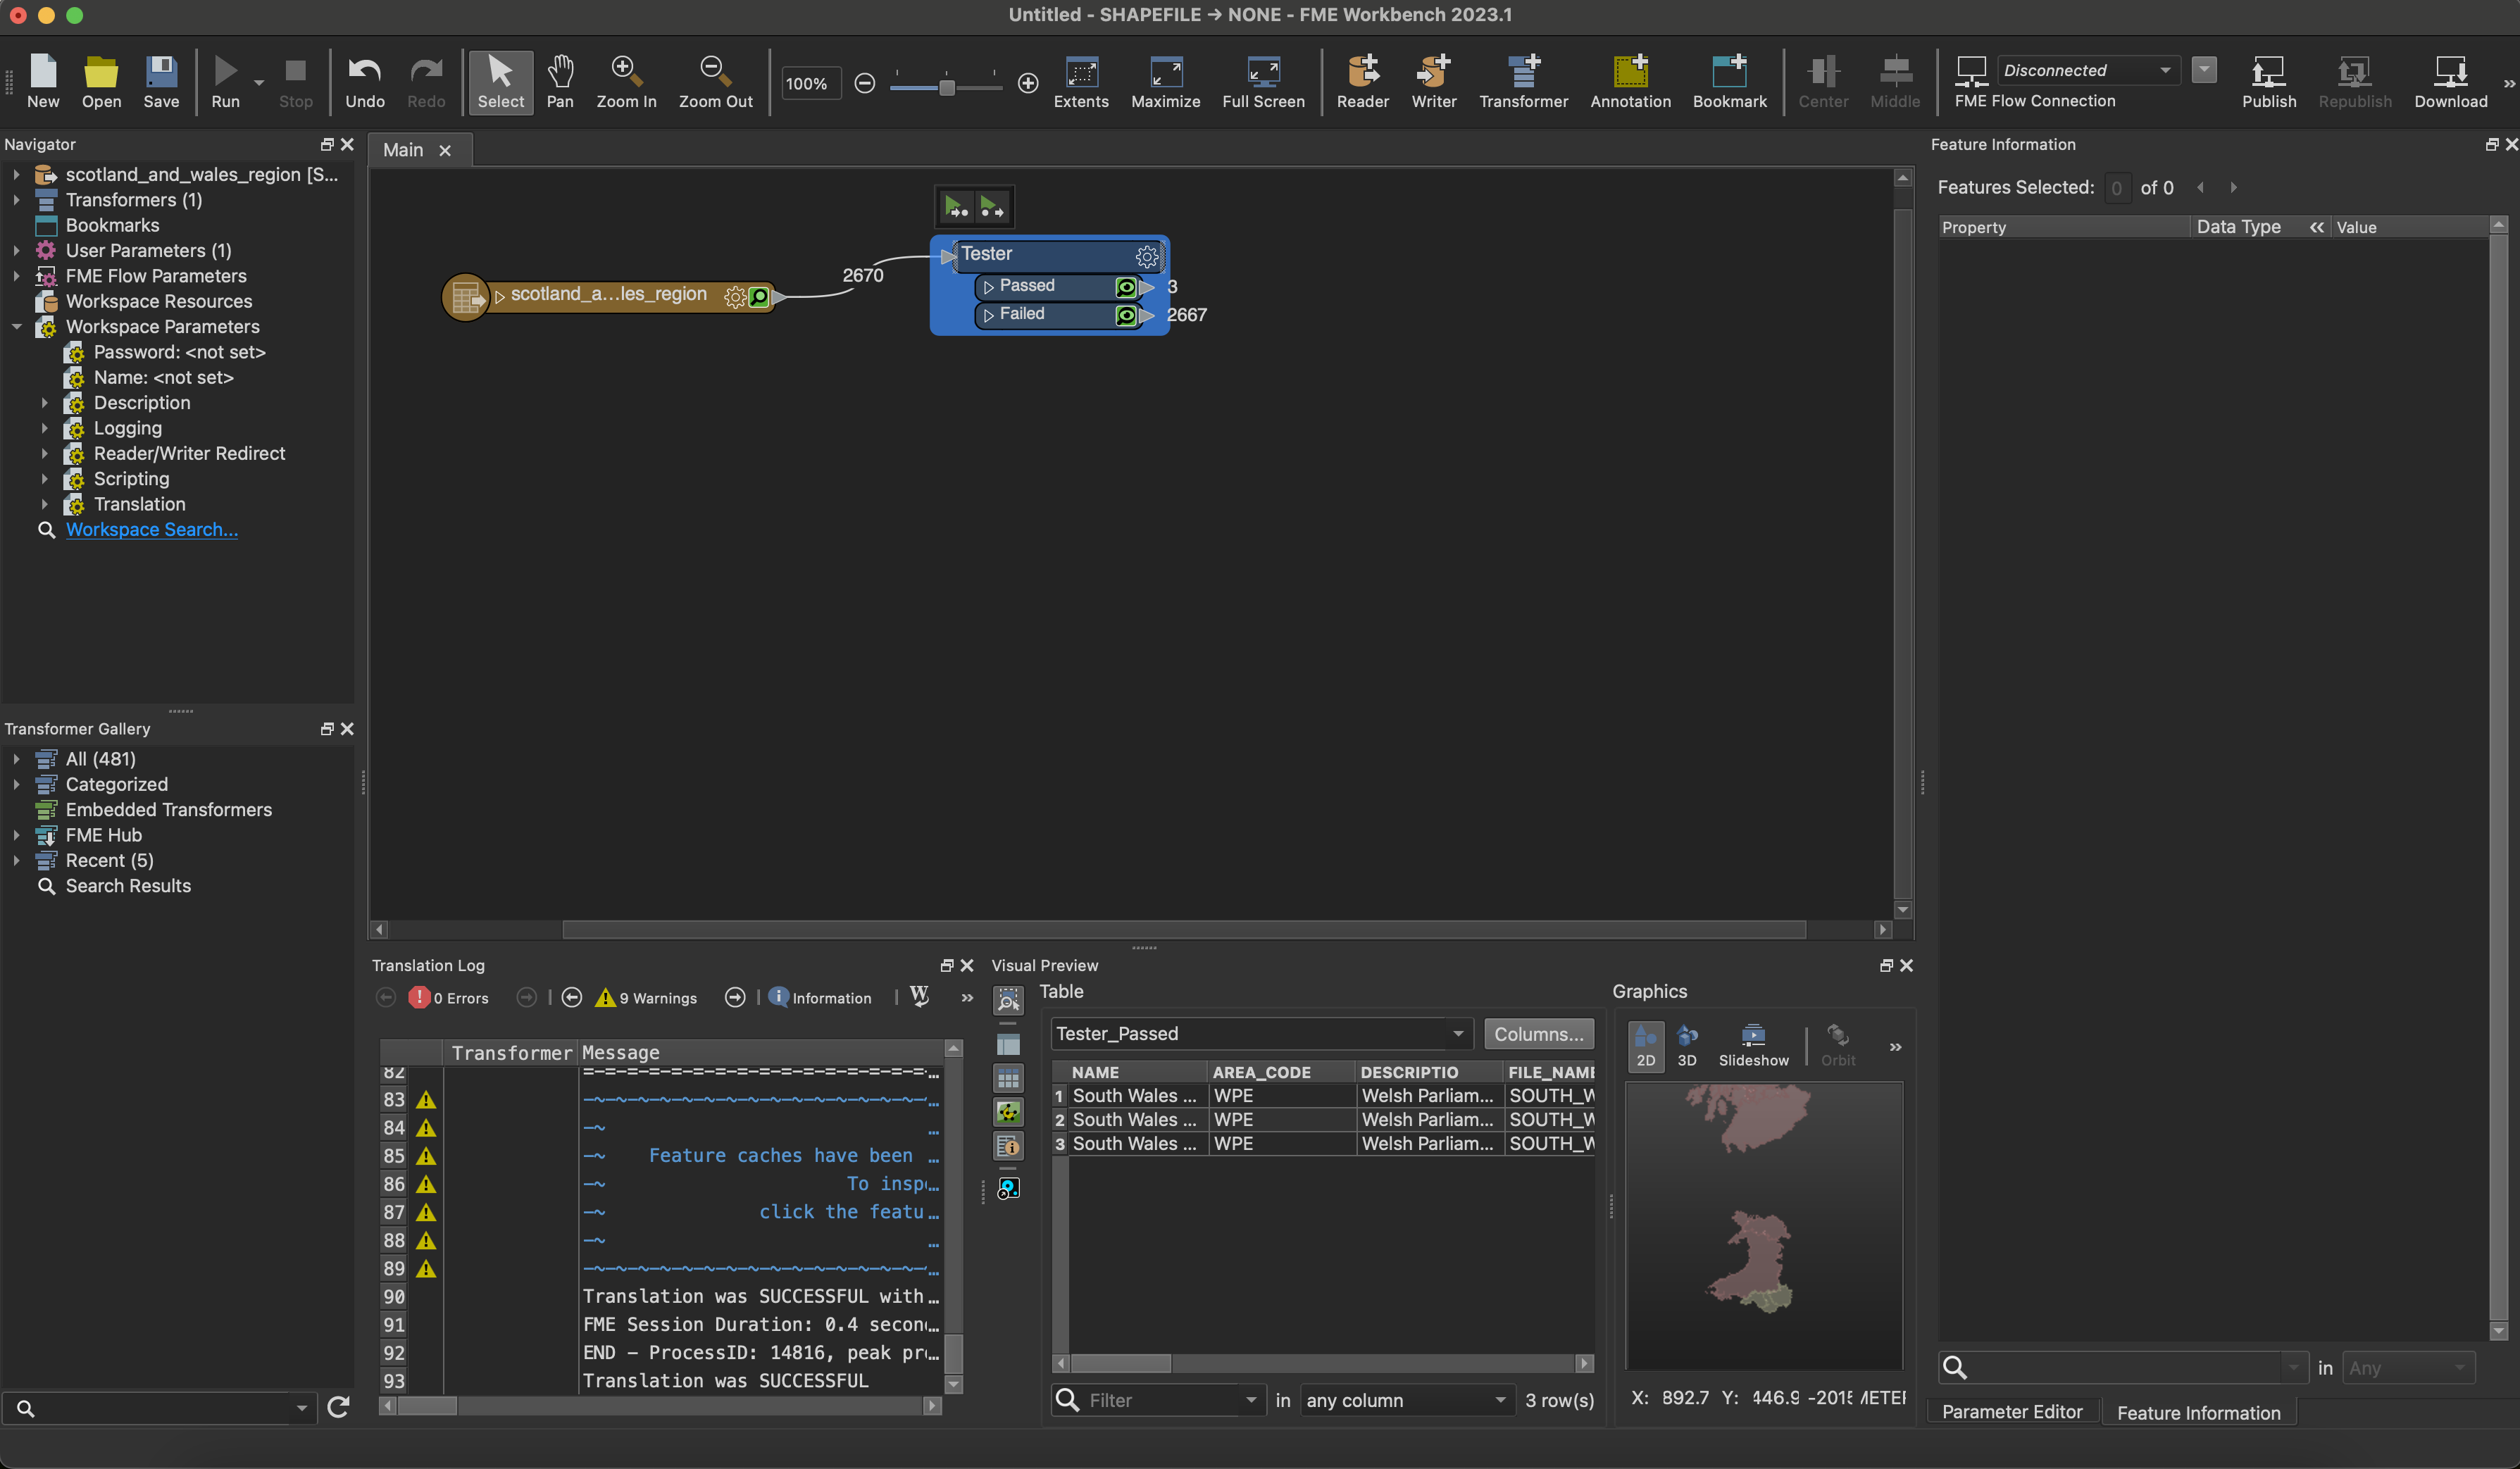 Untitled - SHAPEFILE → NONE - FME Workbench 2023.1
New
Open
Save
Run
Stop
Undo
Redo
Select
Pan
Zoom In
Zoom Out
100%
Extents
Maximize
Full Screen
Reader
Writer
Transformer
Annotation
Bookmark
Center
Middle
Disconnected
FME Flow Connection
Publish
Republish
Download
Navigator
scotland_and_wales_region [S...
Transformers (1)
Bookmarks
User Parameters (1)
FME Flow Parameters
Workspace Resources
Workspace Parameters
Password: <not set>
Name: <not set>
Description
Logging
Reader/Writer Redirect
Scripting
Translation
Workspace Search...
Transformer Gallery
All (481)
Categorized
Embedded Transformers
FME Hub
Recent (5)
Search Results
Main
scotland_a...les_region
2670
Tester
Passed
3
Failed
2667
Translation Log
0 Errors
9 Warnings
Information
Transformer Message
82 =-=-=-=-=-=-=-=-=-=-=-=-=-=-=-=-…
83 -~-~-~-~-~-~-~-~-~-~-~-~-~-~-~-~…
84 -~ …
85 -~ Feature caches have been …
86 -~ To inspe…
87 click the featu…
88 -~ …
89 -~-~-~-~-~-~-~-~-~-~-~-~-~-~-~-~…
90 Translation was SUCCESSFUL with…
91 FME Session Duration: 0.4 secon…
92 END - ProcessID: 14816, peak pr…
93 Translation was SUCCESSFUL
Visual Preview
Table
Tester_Passed
Columns...
NAME AREA_CODE DESCRIPTIO FILE_NAME
1 South Wales ... WPE Welsh Parliam... SOUTH_W
2 South Wales ... WPE Welsh Parliam... SOUTH_W
3 South Wales ... WPE Welsh Parliam... SOUTH_W
Filter
in
any column
3 row(s)
Graphics
2D
3D
Slideshow
Orbit
X: 892.7 Y: 446.9 -2015 METER
Feature Information
Features Selected: 0 of 0
Property
Data Type
Value
in
Any
Parameter Editor
Feature Information